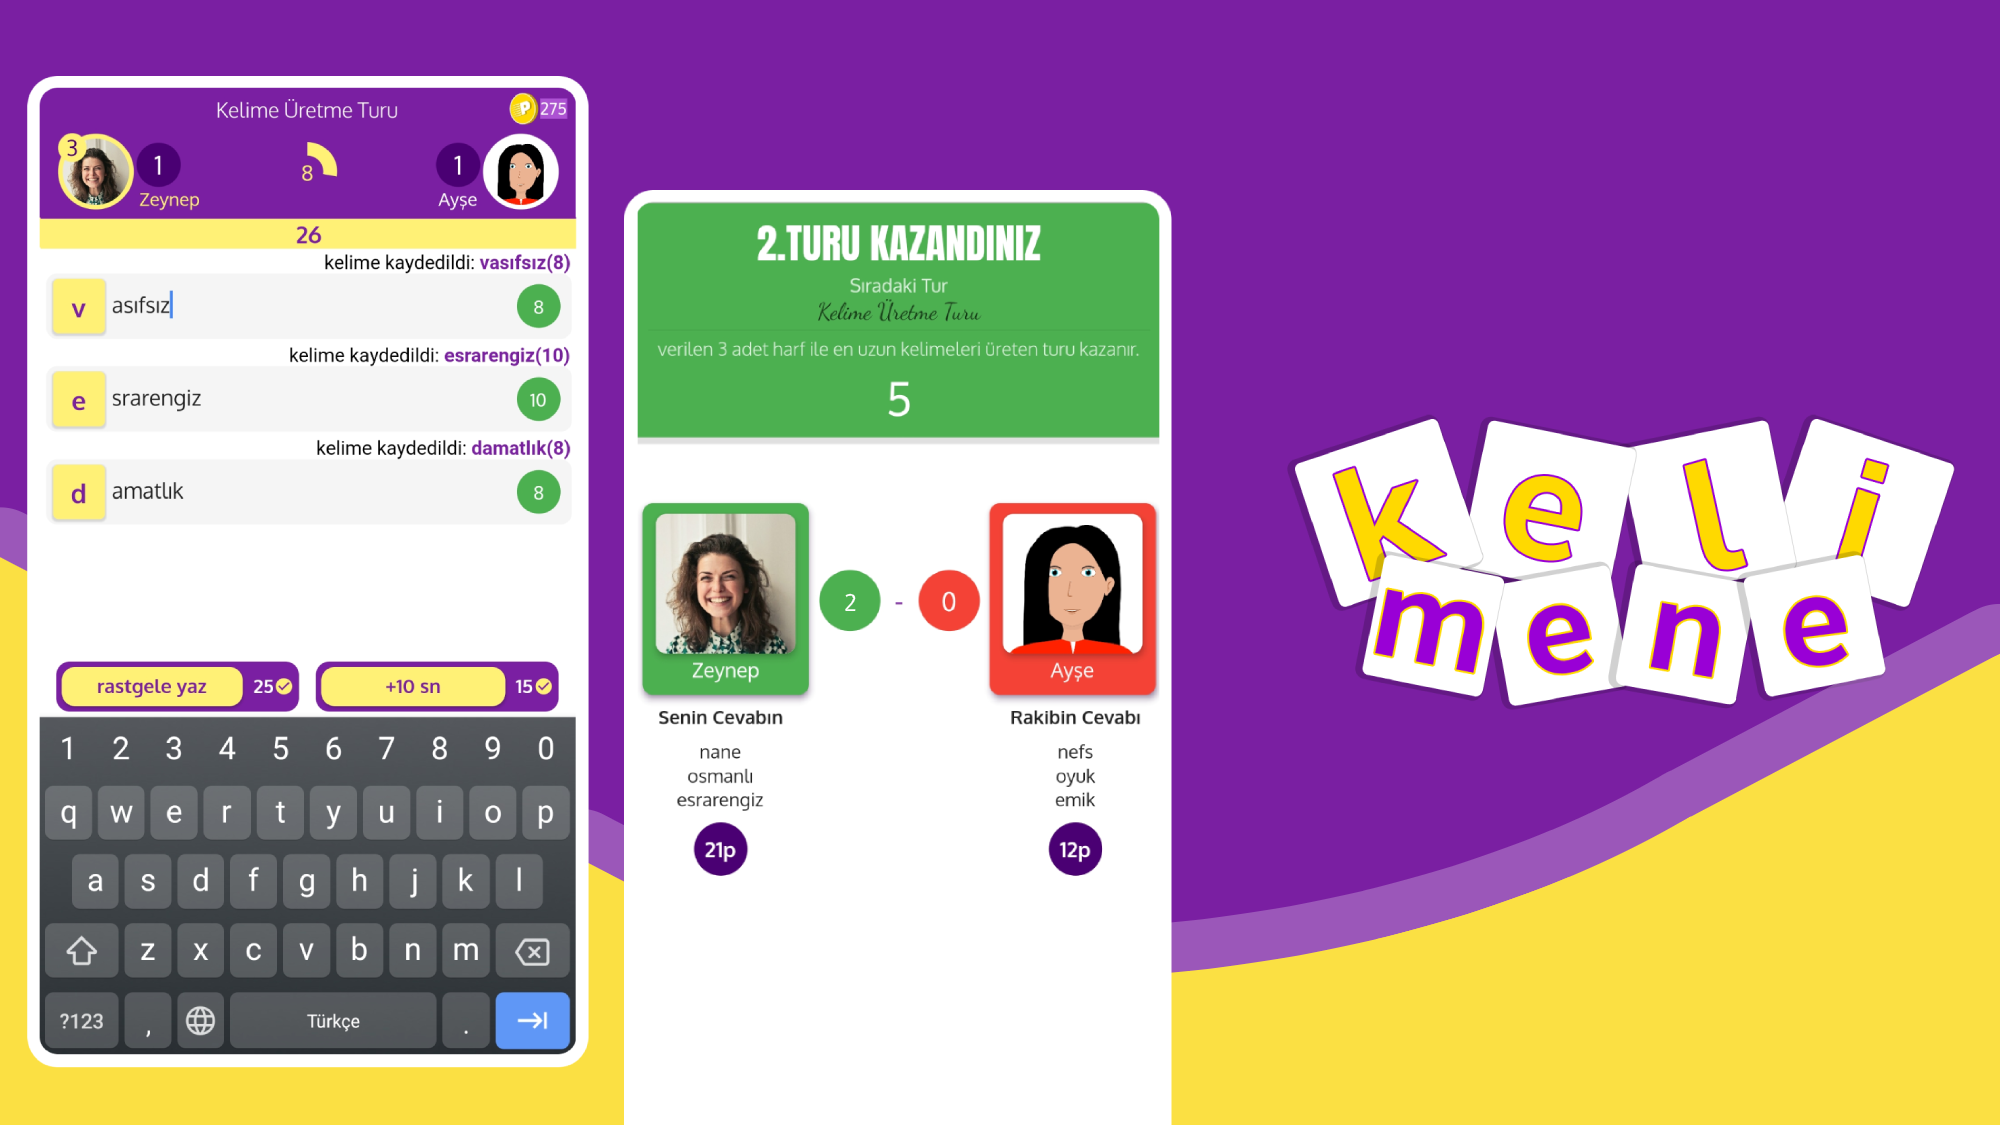 Kelime Üretme Turu
275
3
1
8
1
Zeynep
Ayşe
26
kelime kaydedildi: vasıfsız(8)
v asıfsız 8
kelime kaydedildi: esrarengiz(10)
e srarengiz 10
kelime kaydedildi: damatlık(8)
d amatlık 8
rastgele yaz 25
+10 sn 15
1 2 3 4 5 6 7 8 9 0
q w e r t y u i o p
a s d f g h j k l
z x c v b n m
?123 , Türkçe .
2.TURU KAZANDINIZ
Sıradaki Tur
Kelime Üretme Turu
verilen 3 adet harf ile en uzun kelimeleri üreten turu kazanır.
5
2 - 0
Zeynep
Ayşe
Senin Cevabın
nane
osmanlı
esrarengiz
21p
Rakibin Cevabı
nefs
oyuk
emik
12p
keli
mene